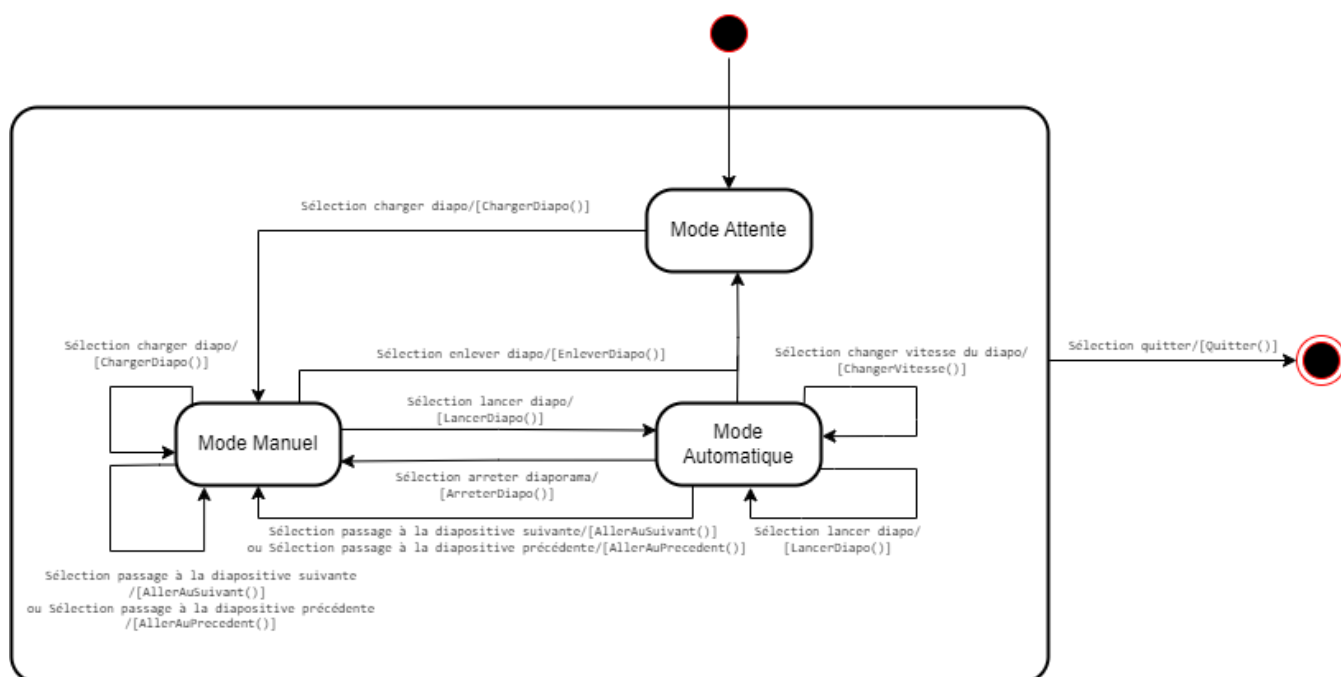 Sélection charger diapo/[ChargerDiapo()]
Mode Attente
Sélection charger diapo/
[ChargerDiapo()]
Sélection enlever diapo/[EnleverDiapo()]
Sélection changer vitesse du diapo/
[ChangerVitesse()]
Sélection quitter/[Quitter()]
Sélection lancer diapo/
[LancerDiapo()]
Mode Manuel
Mode
Automatique
Sélection arreter diaporama/
[ArreterDiapo()]
Sélection passage à la diapositive suivante/[AllerAuSuivant()]
ou Sélection passage à la diapositive précédente/[AllerAuPrecedent()]
Sélection lancer diapo/
[LancerDiapo()]
Sélection passage à la diapositive suivante
/[AllerAuSuivant()]
ou Sélection passage à la diapositive précédente
/[AllerAuPrecedent()]